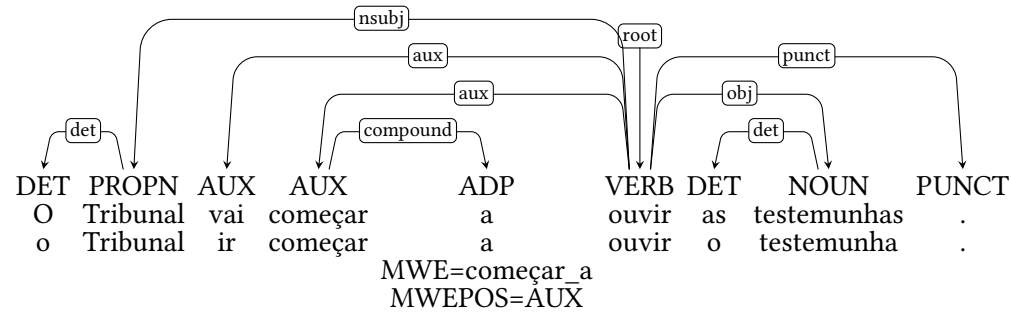 nsubj
root
aux
punct
aux
obj
det compound det
DET PROPN AUX AUX ADP VERB DET NOUN PUNCT
O Tribunal vai começar a ouvir as testemunhas .
o Tribunal ir começar a ouvir o testemunha .
MWE=começar_a
MWEPOS=AUX